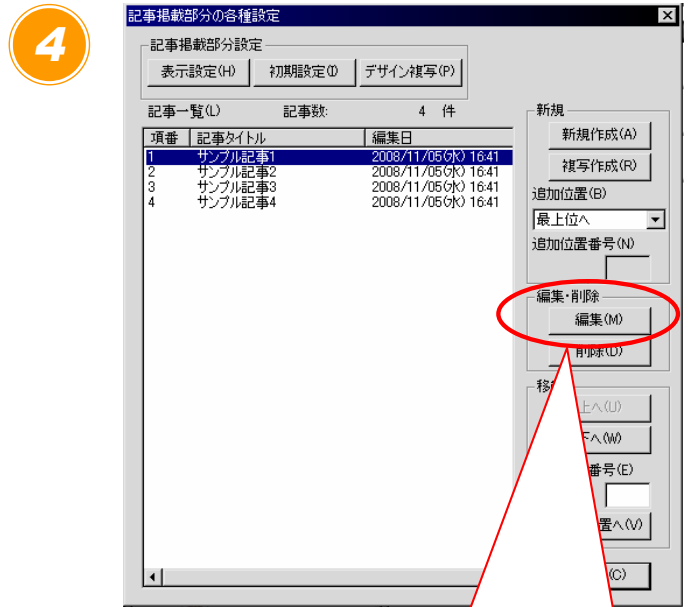 4
記事掲載部分の各種設定
記事掲載部分設定
表示設定(H) 初期設定(I) デザイン複写(P)
記事一覧(L) 記事数: 4 件
項番 記事タイトル 編集日
1 サンプル記事1 2008/11/05(水) 16:41
2 サンプル記事2 2008/11/05(水) 16:41
3 サンプル記事3 2008/11/05(水) 16:41
4 サンプル記事4 2008/11/05(水) 16:41
新規
新規作成(A)
複写作成(R)
追加位置(B)
最上位へ
追加位置番号(N)
編集・削除
編集(M)
削除(D)
上へ(U)
下へ(W)
番号(E)
置へ(V)
(C)